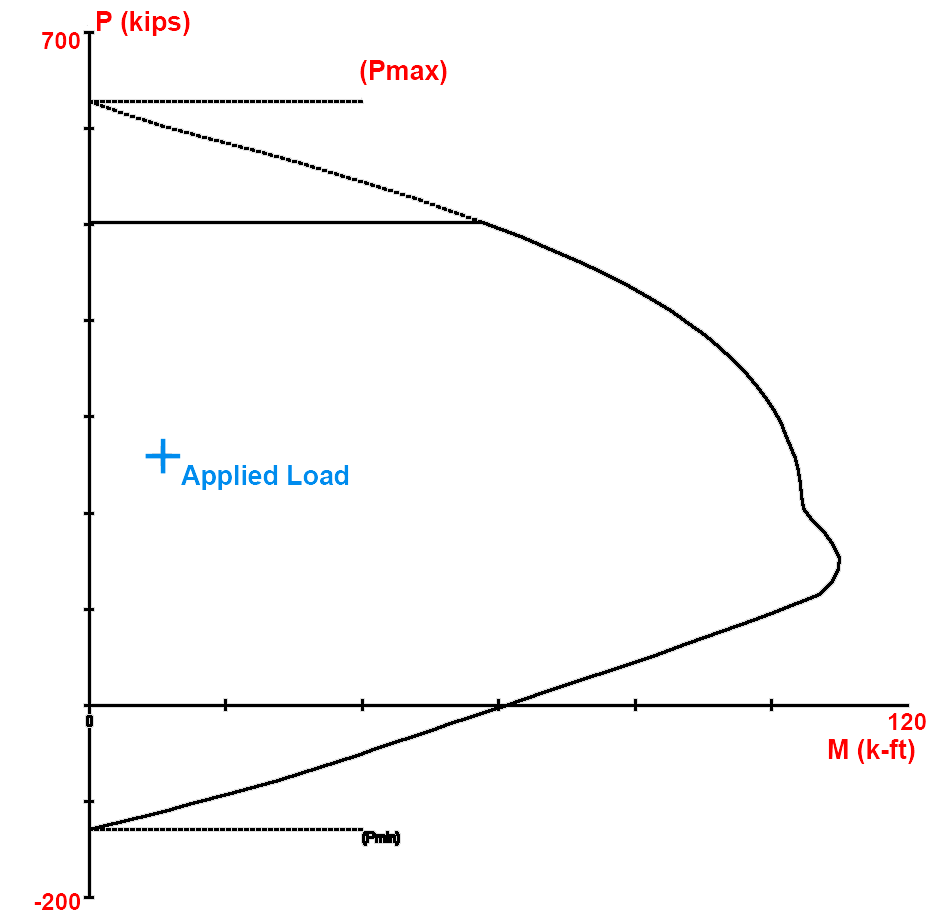 P (kips)
700
(Pmax)
Applied Load
0
120
M (k-ft)
(Pmin)
-200